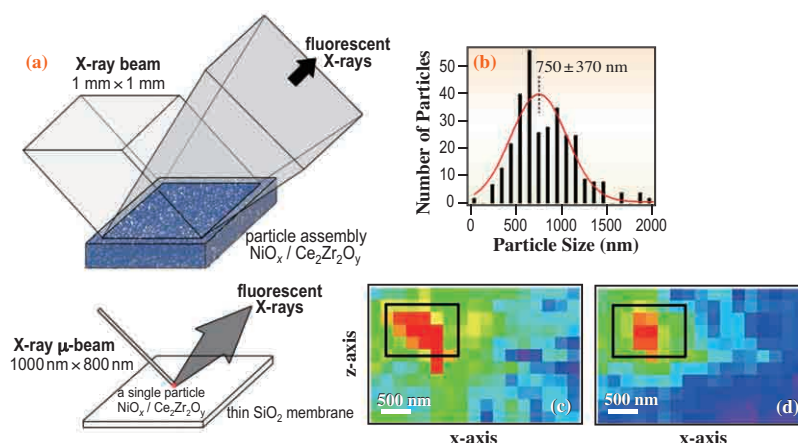 (a)
X-ray beam
1 mm × 1 mm
fluorescent
X-rays
particle assembly
NiOₓ / Ce₂Zr₂Oᵧ
(b)
750 ± 370 nm
Number of Particles
50
40
30
20
10
0
0
500
1000
1500
2000
Particle Size (nm)
fluorescent
X-rays
X-ray µ-beam
1000 nm × 800 nm
a single particle
NiOₓ / Ce₂Zr₂Oᵧ
thin SiO₂ membrane
z-axis
500 nm
(c)
x-axis
500 nm
(d)
x-axis